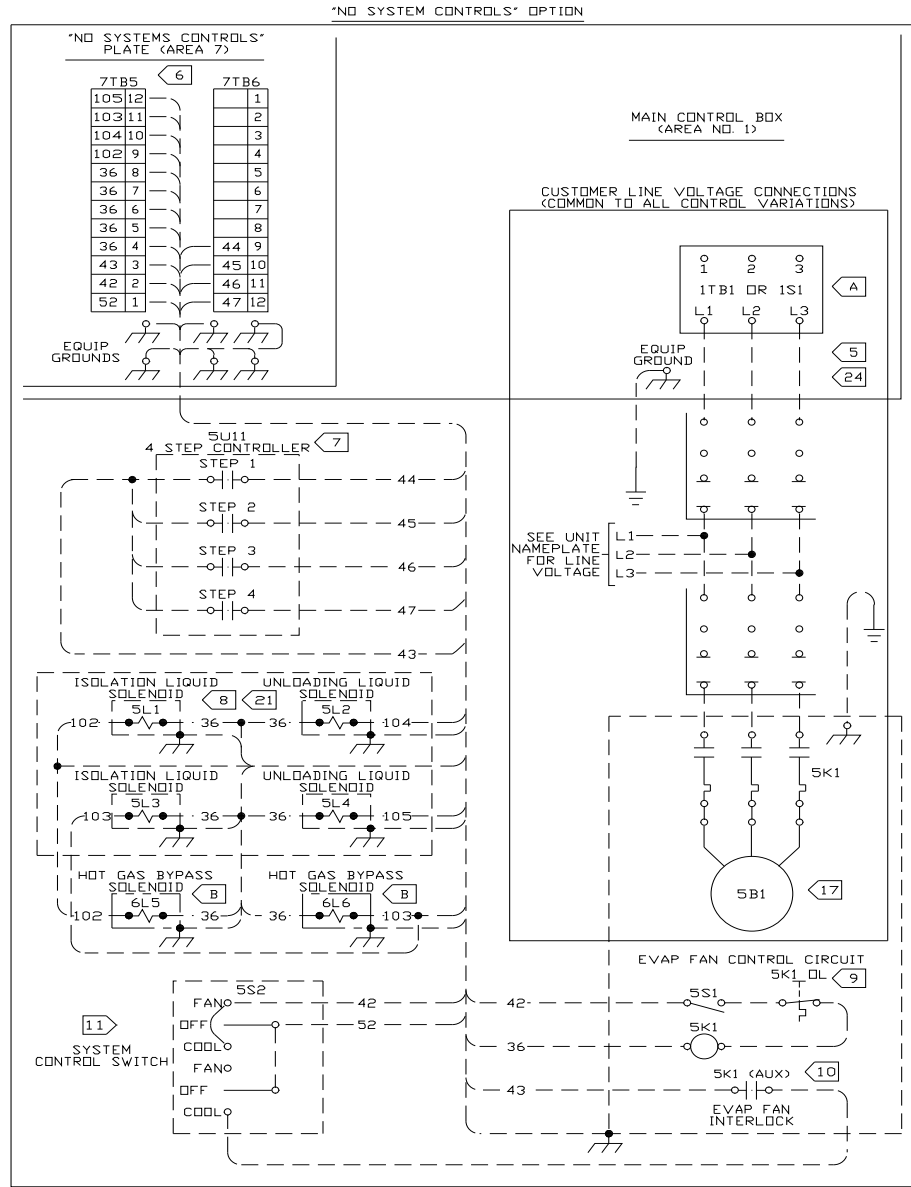 "NO SYSTEM CONTROLS" OPTION
"NO SYSTEMS CONTROLS"
PLATE (AREA 7)
6
7TB5
7TB6
105 12
1
103 11
2
104 10
3
102 9
4
36 8
5
36 7
6
36 6
7
36 5
8
36 4
44 9
43 3
45 10
42 2
46 11
52 1
47 12
EQUIP
GROUNDS
MAIN CONTROL BOX
(AREA NO. 1)
CUSTOMER LINE VOLTAGE CONNECTIONS
(COMMON TO ALL CONTROL VARIATIONS)
1 2 3
1TB1 OR 1S1
A
L1 L2 L3
5
24
EQUIP
GROUND
5U11
4 STEP CONTROLLER
7
STEP 1
44
STEP 2
45
STEP 3
46
STEP 4
47
43
SEE UNIT
NAMEPLATE
FOR LINE
VOLTAGE
L1
L2
L3
ISOLATION LIQUID
SOLENOID
8
21
UNLOADING LIQUID
SOLENOID
5L1
5L2
102 36 36 104
ISOLATION LIQUID
SOLENOID
UNLOADING LIQUID
SOLENOID
5L3
5L4
103 36 36 105
HOT GAS BYPASS
SOLENOID
B
HOT GAS BYPASS
SOLENOID
B
6L5
6L6
102 36 36 103
5K1
5B1
17
5S2
11
SYSTEM
CONTROL SWITCH
FAN
42
OFF
52
COOL
FAN
OFF
COOL
EVAP FAN CONTROL CIRCUIT
5K1 OL
9
42
5S1
5K1
36
5K1 (AUX)
10
43
EVAP FAN
INTERLOCK